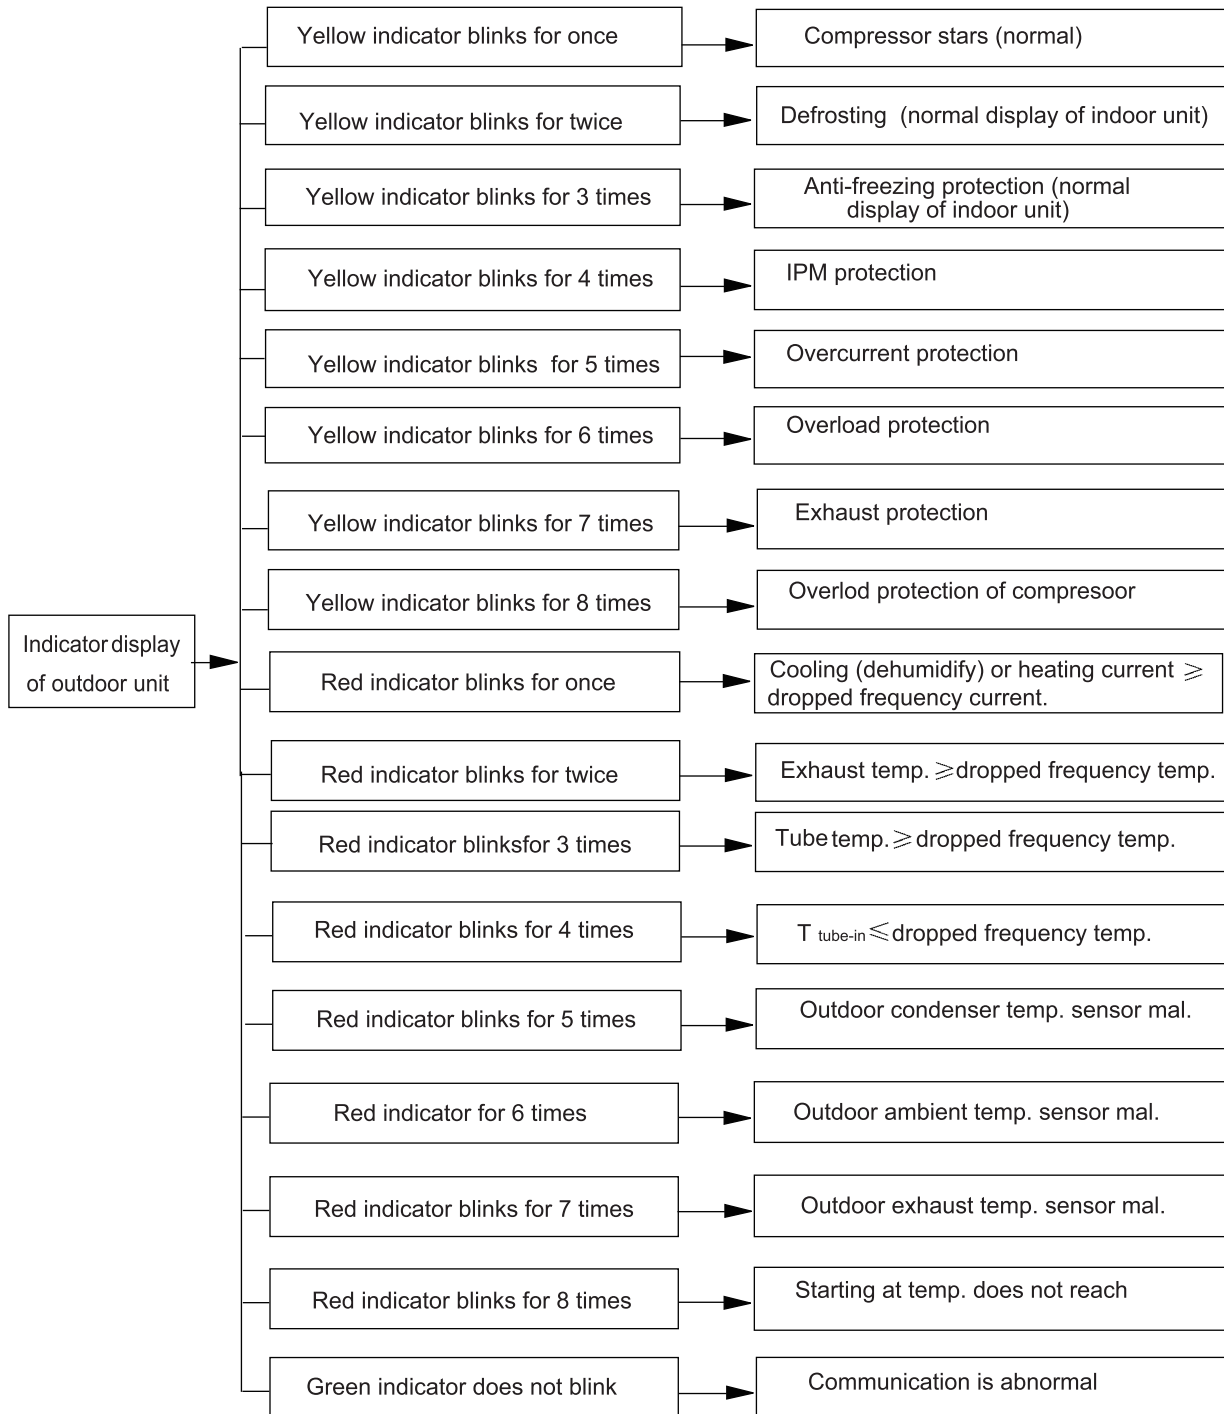 Yellow indicator blinks for once
Compressor stars (normal)
Yellow indicator blinks for twice
Defrosting (normal display of indoor unit)
Yellow indicator blinks for 3 times
Anti-freezing protection (normal
display of indoor unit)
Yellow indicator blinks for 4 times
IPM protection
Yellow indicator blinks for 5 times
Overcurrent protection
Yellow indicator blinks for 6 times
Overload protection
Yellow indicator blinks for 7 times
Exhaust protection
Yellow indicator blinks for 8 times
Overlod protection of compresoor
Indicator display
of outdoor unit
Red indicator blinks for once
Cooling (dehumidify) or heating current ⩾
dropped frequency current.
Red indicator blinks for twice
Exhaust temp. ⩾dropped frequency temp.
Red indicator blinksfor 3 times
Tube temp. ⩾ dropped frequency temp.
Red indicator blinks for 4 times
T tube-in ⩽ dropped frequency temp.
Red indicator blinks for 5 times
Outdoor condenser temp. sensor mal.
Red indicator for 6 times
Outdoor ambient temp. sensor mal.
Red indicator blinks for 7 times
Outdoor exhaust temp. sensor mal.
Red indicator blinks for 8 times
Starting at temp. does not reach
Green indicator does not blink
Communication is abnormal